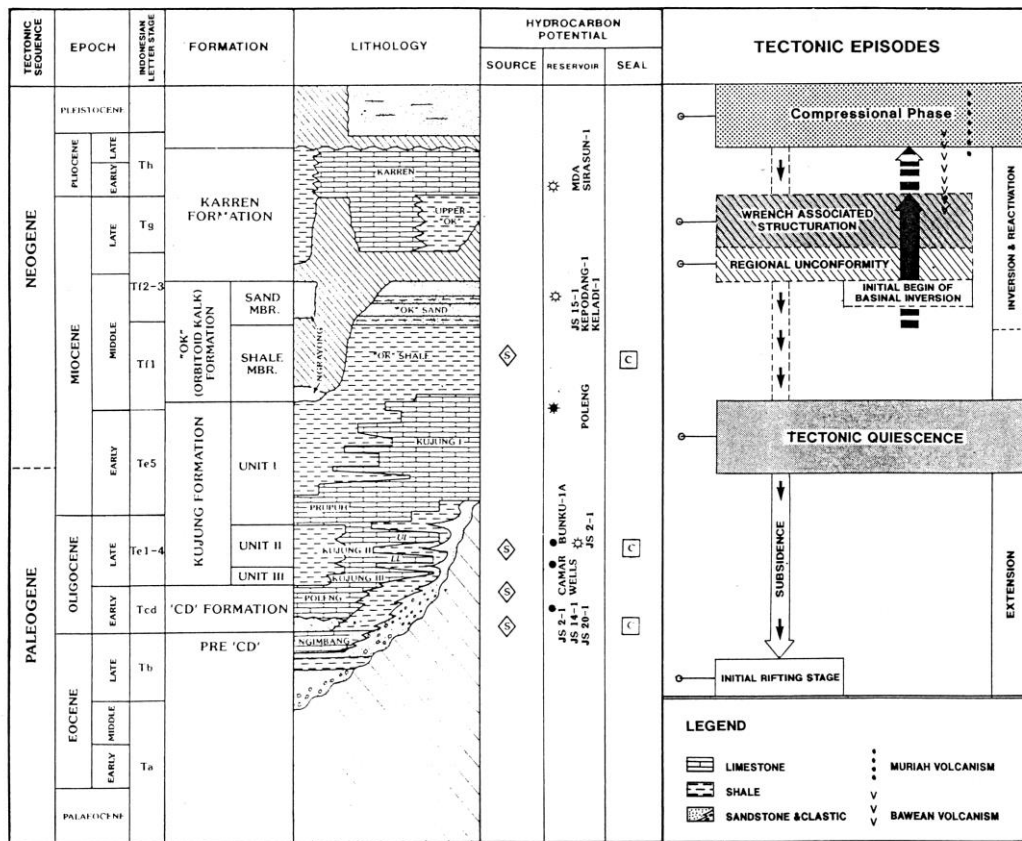 TECTONIC SEQUENCE
EPOCH
INDONESIAN LETTER STAGE
FORMATION
LITHOLOGY
HYDROCARBON
POTENTIAL
SOURCE
RESERVOIR
SEAL
TECTONIC EPISODES
NEOGENE
PALEOGENE
PLEISTOCENE
PLIOCENE
LATE
EARLY
MIOCENE
LATE
MIDDLE
EARLY
OLIGOCENE
LATE
EARLY
EOCENE
LATE
MIDDLE
EARLY
PALAEOCENE
Th
Tg
Tf2-3
Tf1
Te5
Te1-4
Tcd
Tb
Ta
KARREN
FORMATION
"OK"
(ORBITOID KALK)
FORMATION
SAND
MBR.
SHALE
MBR.
KUJUNG FORMATION
UNIT I
UNIT II
UNIT III
'CD' FORMATION
PRE 'CD'
KARREN
UPPER
"OK"
"OK" SAND
NGRAYONG
"OK" SHALE
KUJUNG I
PRUPUH
UL
KUJUNG II
LL
KUJUNG III
POLENG
NGIMBANG
S
S
S
S
MDA
SIRASUN-1
JS 15-1
KEPODANG-1
KELADI-1
POLENG
BUNKU-1A
JS 2-1
CAMAR
WELLS
JS 2-1
JS 14-1
JS 20-1
C
C
C
Compressional Phase
WRENCH ASSOCIATED
STRUCTURATION
REGIONAL UNCONFORMITY
INITIAL BEGIN OF
BASINAL INVERSION
TECTONIC QUIESCENCE
SUBSIDENCE
INITIAL RIFTING STAGE
INVERSION & REACTIVATION
EXTENSION
LEGEND
LIMESTONE
SHALE
SANDSTONE &CLASTIC
MURIAH VOLCANISM
BAWEAN VOLCANISM